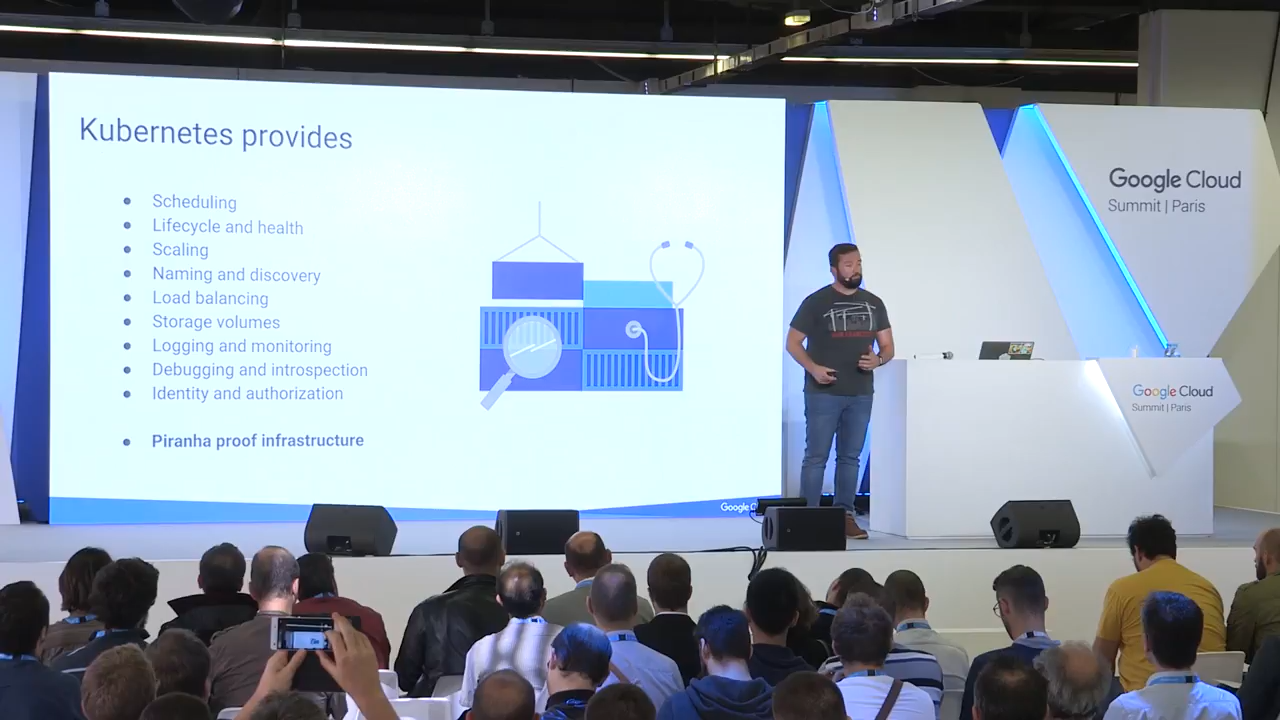 Kubernetes provides
Scheduling
Lifecycle and health
Scaling
Naming and discovery
Load balancing
Storage volumes
Logging and monitoring
Debugging and introspection
Identity and authorization
Piranha proof infrastructure
Google
Google Cloud
Summit | Paris
Google Cloud
Summit | Paris